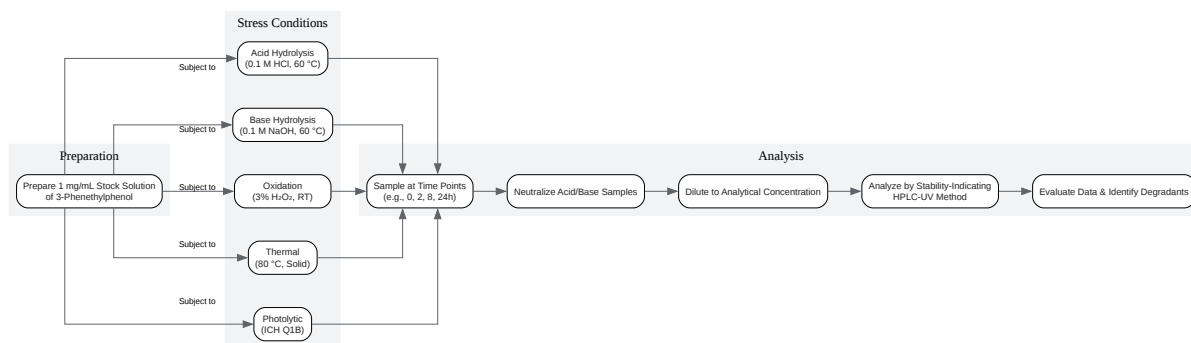 Stress Conditions
Acid Hydrolysis
(0.1 M HCl, 60 °C)
Subject to
Base Hydrolysis
(0.1 M NaOH, 60 °C)
Subject to
Preparation
Prepare 1 mg/mL Stock Solution
of 3-Phenethylphenol
Subject to
Oxidation
(3% H₂O₂, RT)
Subject to
Thermal
(80 °C, Solid)
Subject to
Photolytic
(ICH Q1B)
Analysis
Sample at Time Points
(e.g., 0, 2, 8, 24h)
Neutralize Acid/Base Samples
Dilute to Analytical Concentration
Analyze by Stability-Indicating
HPLC-UV Method
Evaluate Data & Identify Degradants